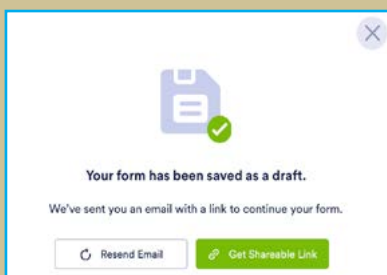 Your form has been saved as a draft.
We've sent you an email with a link to continue your form.
Resend Email
Get Shareable Link